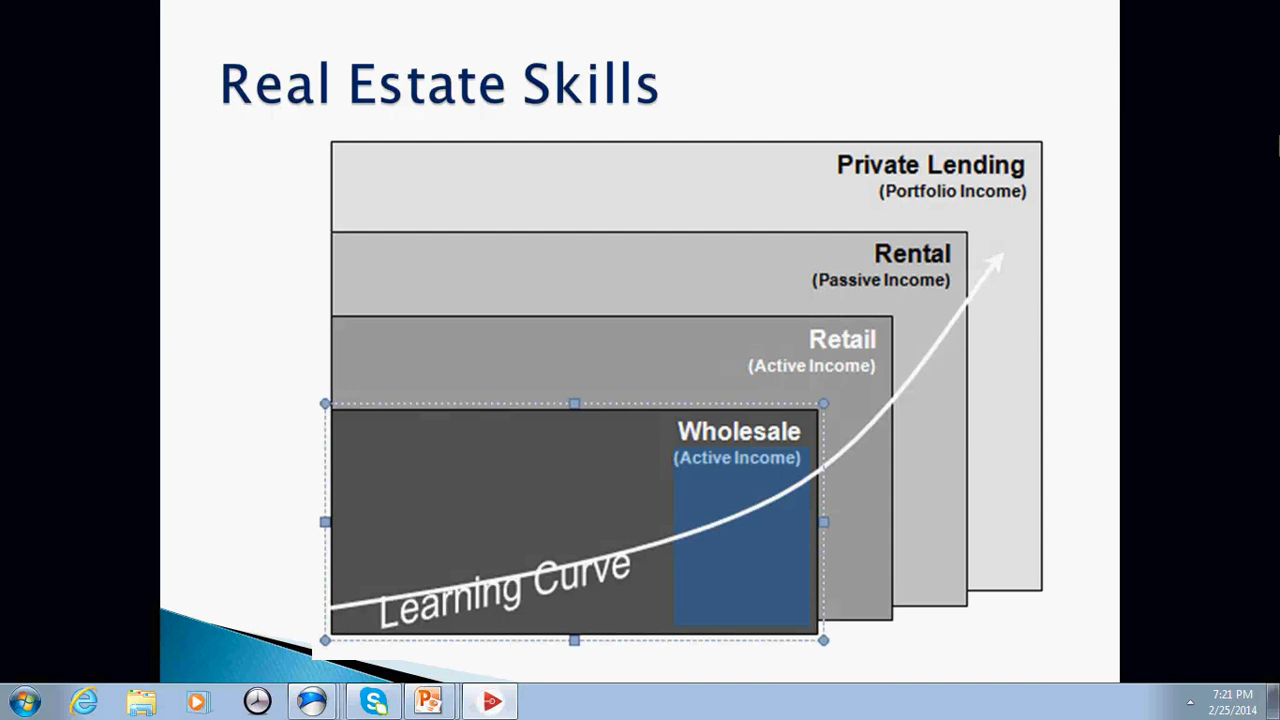 Real Estate Skills
Private Lending
(Portfolio Income)
Rental
(Passive Income)
Retail
(Active Income)
Wholesale
(Active Income)
Learning Curve
7:21 PM
2/25/2014